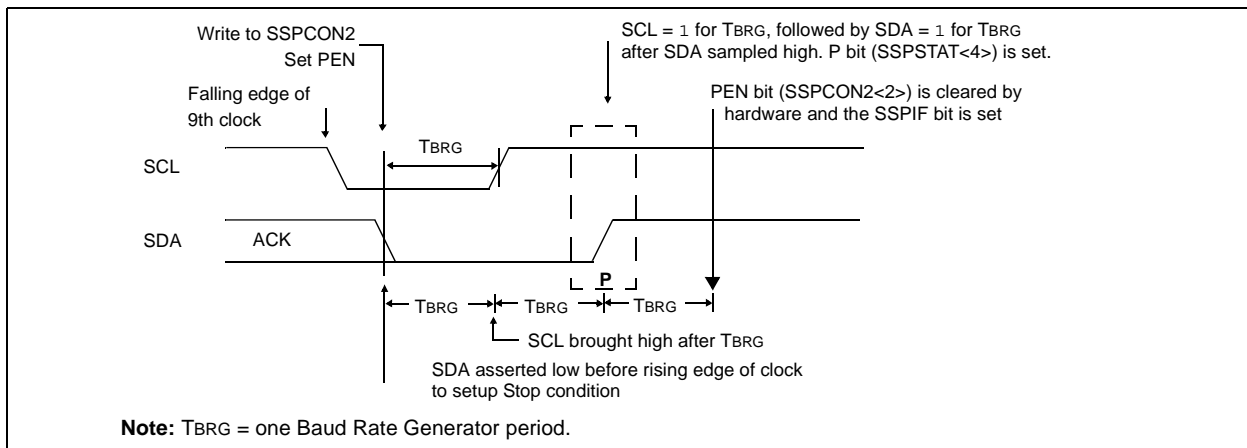 Write to SSPCON2
Set PEN
SCL = 1 for TBRG, followed by SDA = 1 for TBRG
after SDA sampled high. P bit (SSPSTAT<4>) is set.
Falling edge of
9th clock
PEN bit (SSPCON2<2>) is cleared by
hardware and the SSPIF bit is set
TBRG
SCL
SDA
ACK
P
TBRG
TBRG
TBRG
SCL brought high after TBRG
SDA asserted low before rising edge of clock
to setup Stop condition
Note: TBRG = one Baud Rate Generator period.